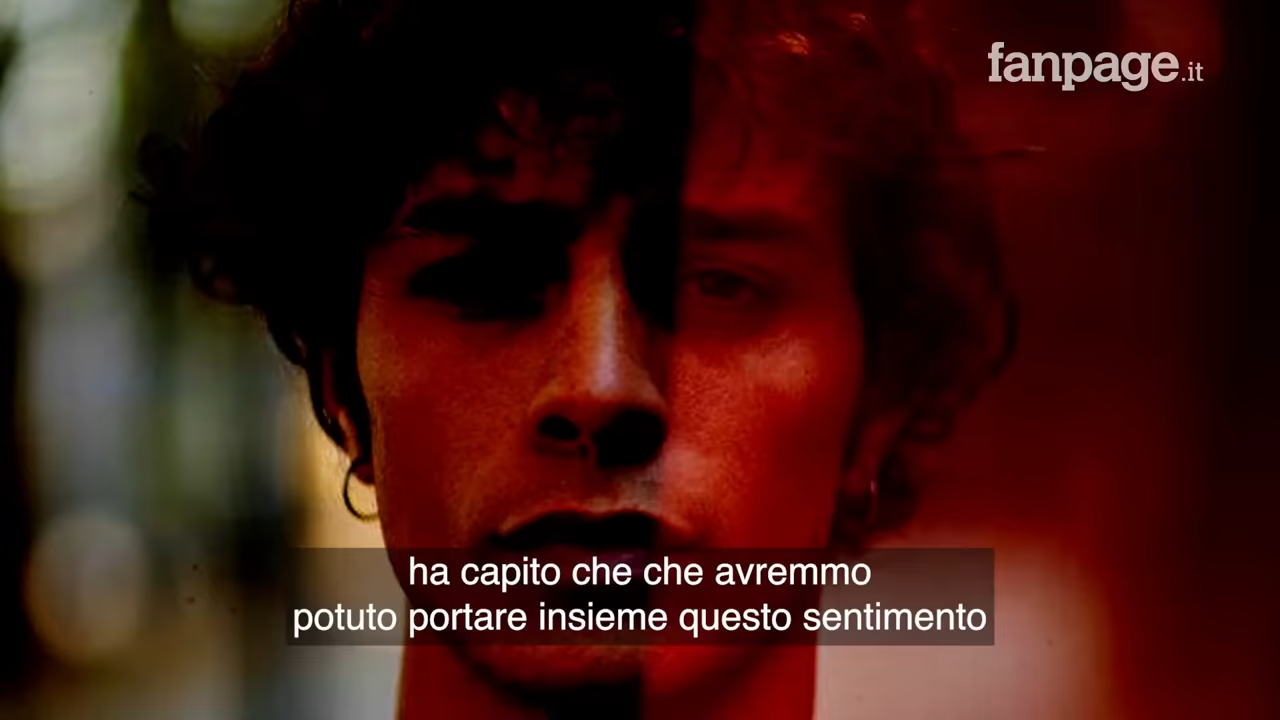 fanpage.it
ha capito che che avremmo
potuto portare insieme questo sentimento